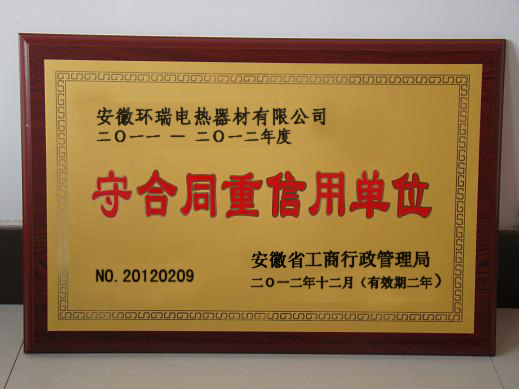 安徽环瑞电热器材有限公司
二〇一一 — 二〇一二年度
守合同重信用单位
安徽省工商行政管理局
NO. 20120209
二〇一二年十二月（有效期二年）